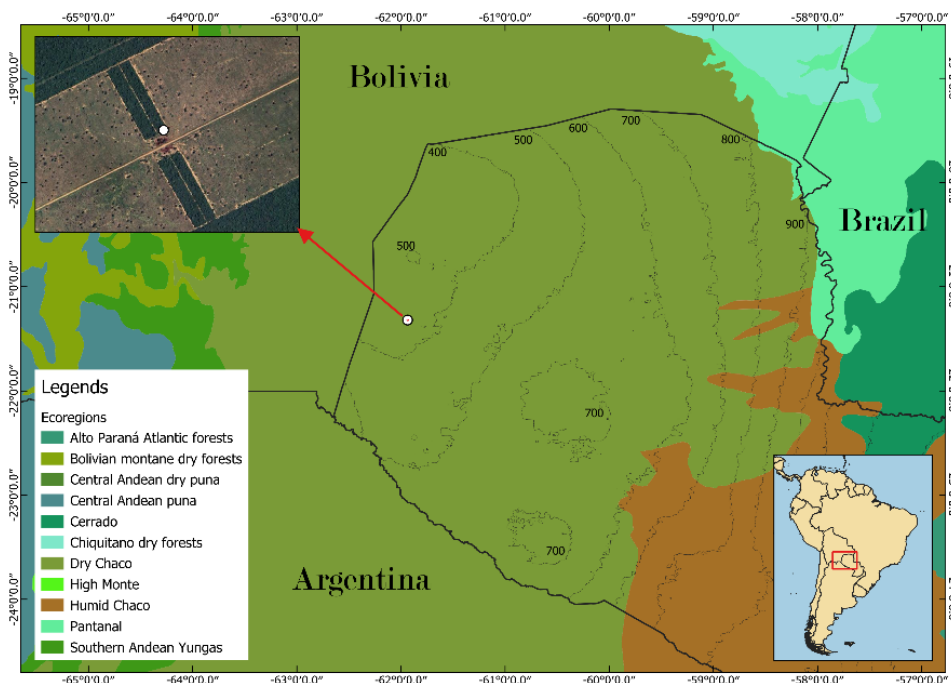 -65°0'0.0" -64°0'0.0" -63°0'0.0" -62°0'0.0" -61°0'0.0" -60°0'0.0" -59°0'0.0" -58°0'0.0" -57°0'0.0"
-19°0'0.0"
Bolivia
700
600
500
800
400
-20°0'0.0"
Brazil
900
500
-21°0'0.0"
-22°0'0.0"
700
Legends
Ecoregions
Alto Paraná Atlantic forests
Bolivian montane dry forests
Central Andean dry puna
Central Andean puna
Cerrado
Chiquitano dry forests
Dry Chaco
High Monte
Humid Chaco
Pantanal
Southern Andean Yungas
-23°0'0.0"
700
Argentina
-24°0'0.0"
-65°0'0.0" -64°0'0.0" -63°0'0.0" -62°0'0.0" -61°0'0.0" -60°0'0.0" -59°0'0.0" -58°0'0.0" -57°0'0.0"